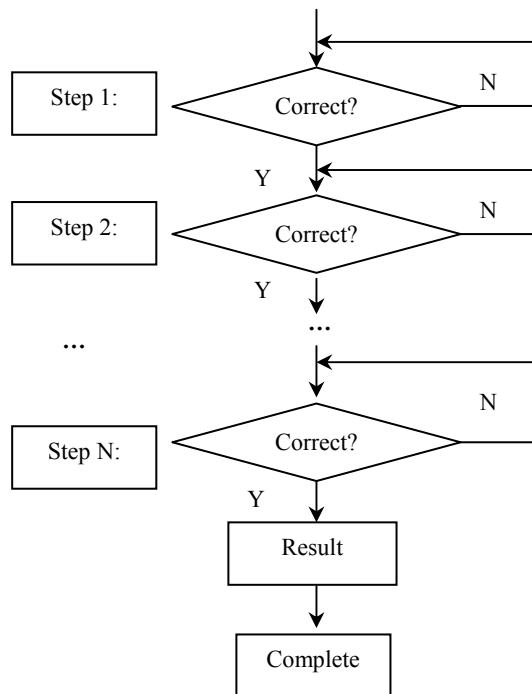 Step 1:
Correct?
N
Y
Step 2:
Correct?
N
Y
...
...
Step N:
Correct?
N
Y
Result
Complete